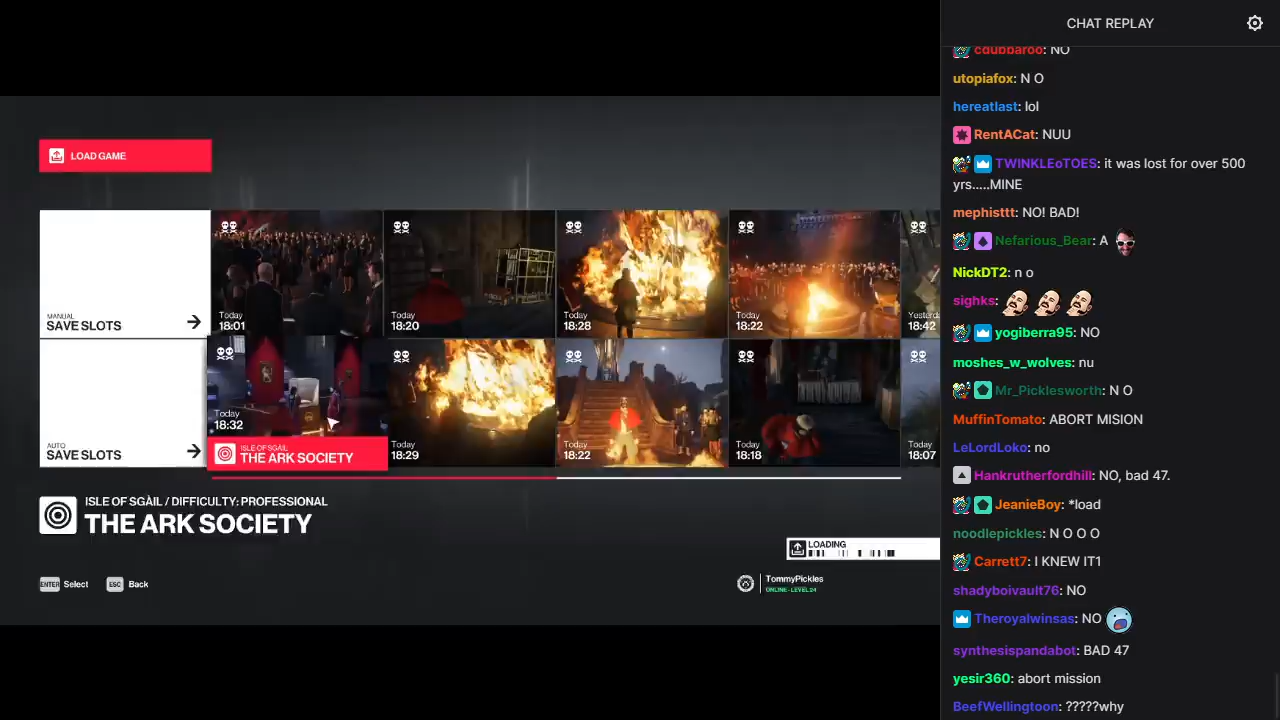 CHAT REPLAY
cdubbaroo: NO
utopiafox: N O
hereatlast: lol
RentACat: NUU
TWINKLEoTOES: it was lost for over 500
yrs.....MINE
mephisttt: NO! BAD!
Nefarious_Bear: A
NickDT2: n o
sighks:
yogiberra95: NO
moshes_w_wolves: nu
Mr_Picklesworth: N O
MuffinTomato: ABORT MISION
LeLordLoko: no
Hankrutherfordhill: NO, bad 47.
JeanieBoy: *load
noodlepickles: N O O O
Carrett7: I KNEW IT1
shadyboivault76: NO
Theroyalwinsas: NO
synthesispandabot: BAD 47
yesir360: abort mission
BeefWellingtoon: ?????why
LOAD GAME
MANUAL
SAVE SLOTS
Today
18:01
Today
18:20
Today
18:28
Today
18:22
Yesterd
18:42
AUTO
SAVE SLOTS
Today
18:32
ISLE OF SGÀIL
THE ARK SOCIETY
Today
18:29
Today
18:22
Today
18:18
Today
18:07
ISLE OF SGÀIL / DIFFICULTY: PROFESSIONAL
THE ARK SOCIETY
LOADING
ENTER Select
ESC Back
TommyPickles
ONLINE - LEVEL 24